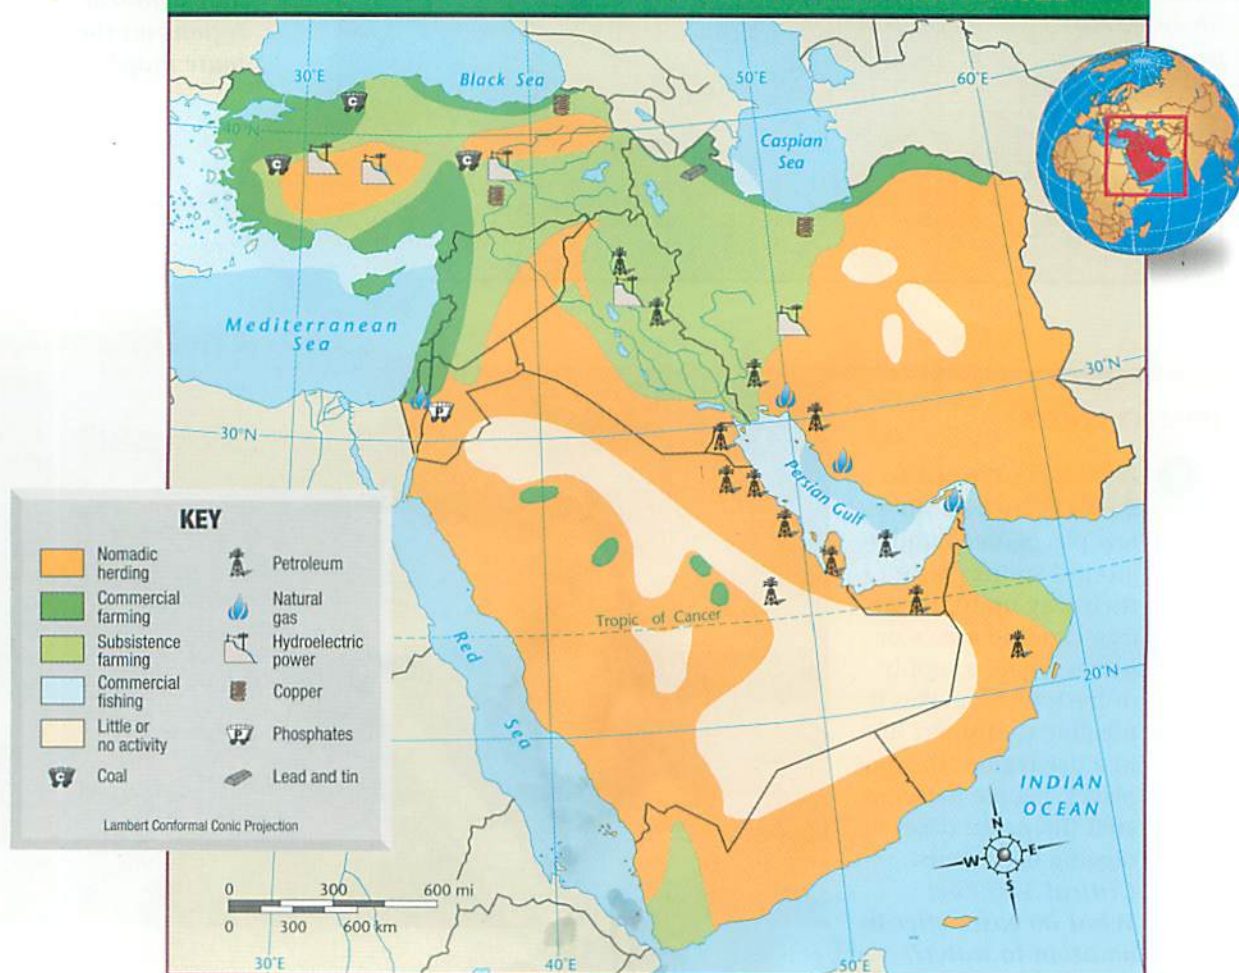 30°E
Black Sea
50°E
60°E
40°N
Caspian
Sea
C
C
C
Mediterranean
Sea
30°N
P
30°N
Persian Gulf
KEY
Nomadic
herding
Commercial
farming
Subsistence
farming
Commercial
fishing
Little or
no activity
C
Coal
Petroleum
Natural
gas
Hydroelectric
power
Copper
P
Phosphates
Lead and tin
Lambert Conformal Conic Projection
Tropic of Cancer
Red
Sea
20°N
INDIAN
OCEAN
N
W
E
S
0
300
600 mi
0
300
600 km
30°E
40°E
50°E